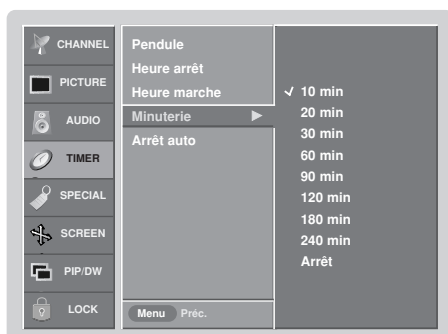 CHANNEL
PICTURE
AUDIO
TIMER
SPECIAL
SCREEN
PIP/DW
LOCK
Pendule
Heure arrêt
Heure marche
Minuterie
Arrêt auto
Menu Préc.
10 min
20 min
30 min
60 min
90 min
120 min
180 min
240 min
Arrêt